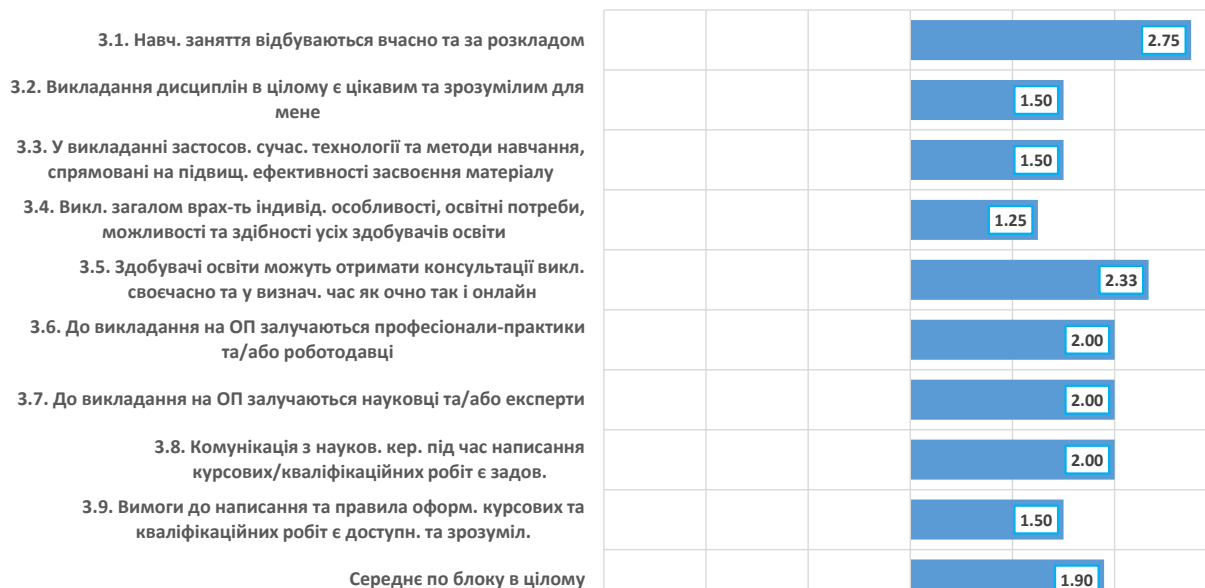 3.1. Навч. заняття відбуваються вчасно та за розкладом
2.75
3.2. Викладання дисциплін в цілому є цікавим та зрозумілим для
мене
1.50
3.3. У викладанні застосов. сучас. технології та методи навчання,
спрямовані на підвищ. ефективності засвоєння матеріалу
1.50
3.4. Викл. загалом врах-ть індивід. особливості, освітні потреби,
можливості та здібності усіх здобувачів освіти
1.25
3.5. Здобувачі освіти можуть отримати консультації викл.
своєчасно та у визнач. час як очно так і онлайн
2.33
3.6. До викладання на ОП залучаються професіонали-практики
та/або роботодавці
2.00
3.7. До викладання на ОП залучаються науковці та/або експерти
2.00
3.8. Комунікація з науков. кер. під час написання
курсових/кваліфікаційних робіт є задов.
2.00
3.9. Вимоги до написання та правила оформ. курсових та
кваліфікаційних робіт є доступн. та зрозуміл.
1.50
Середнє по блоку в цілому
1.90